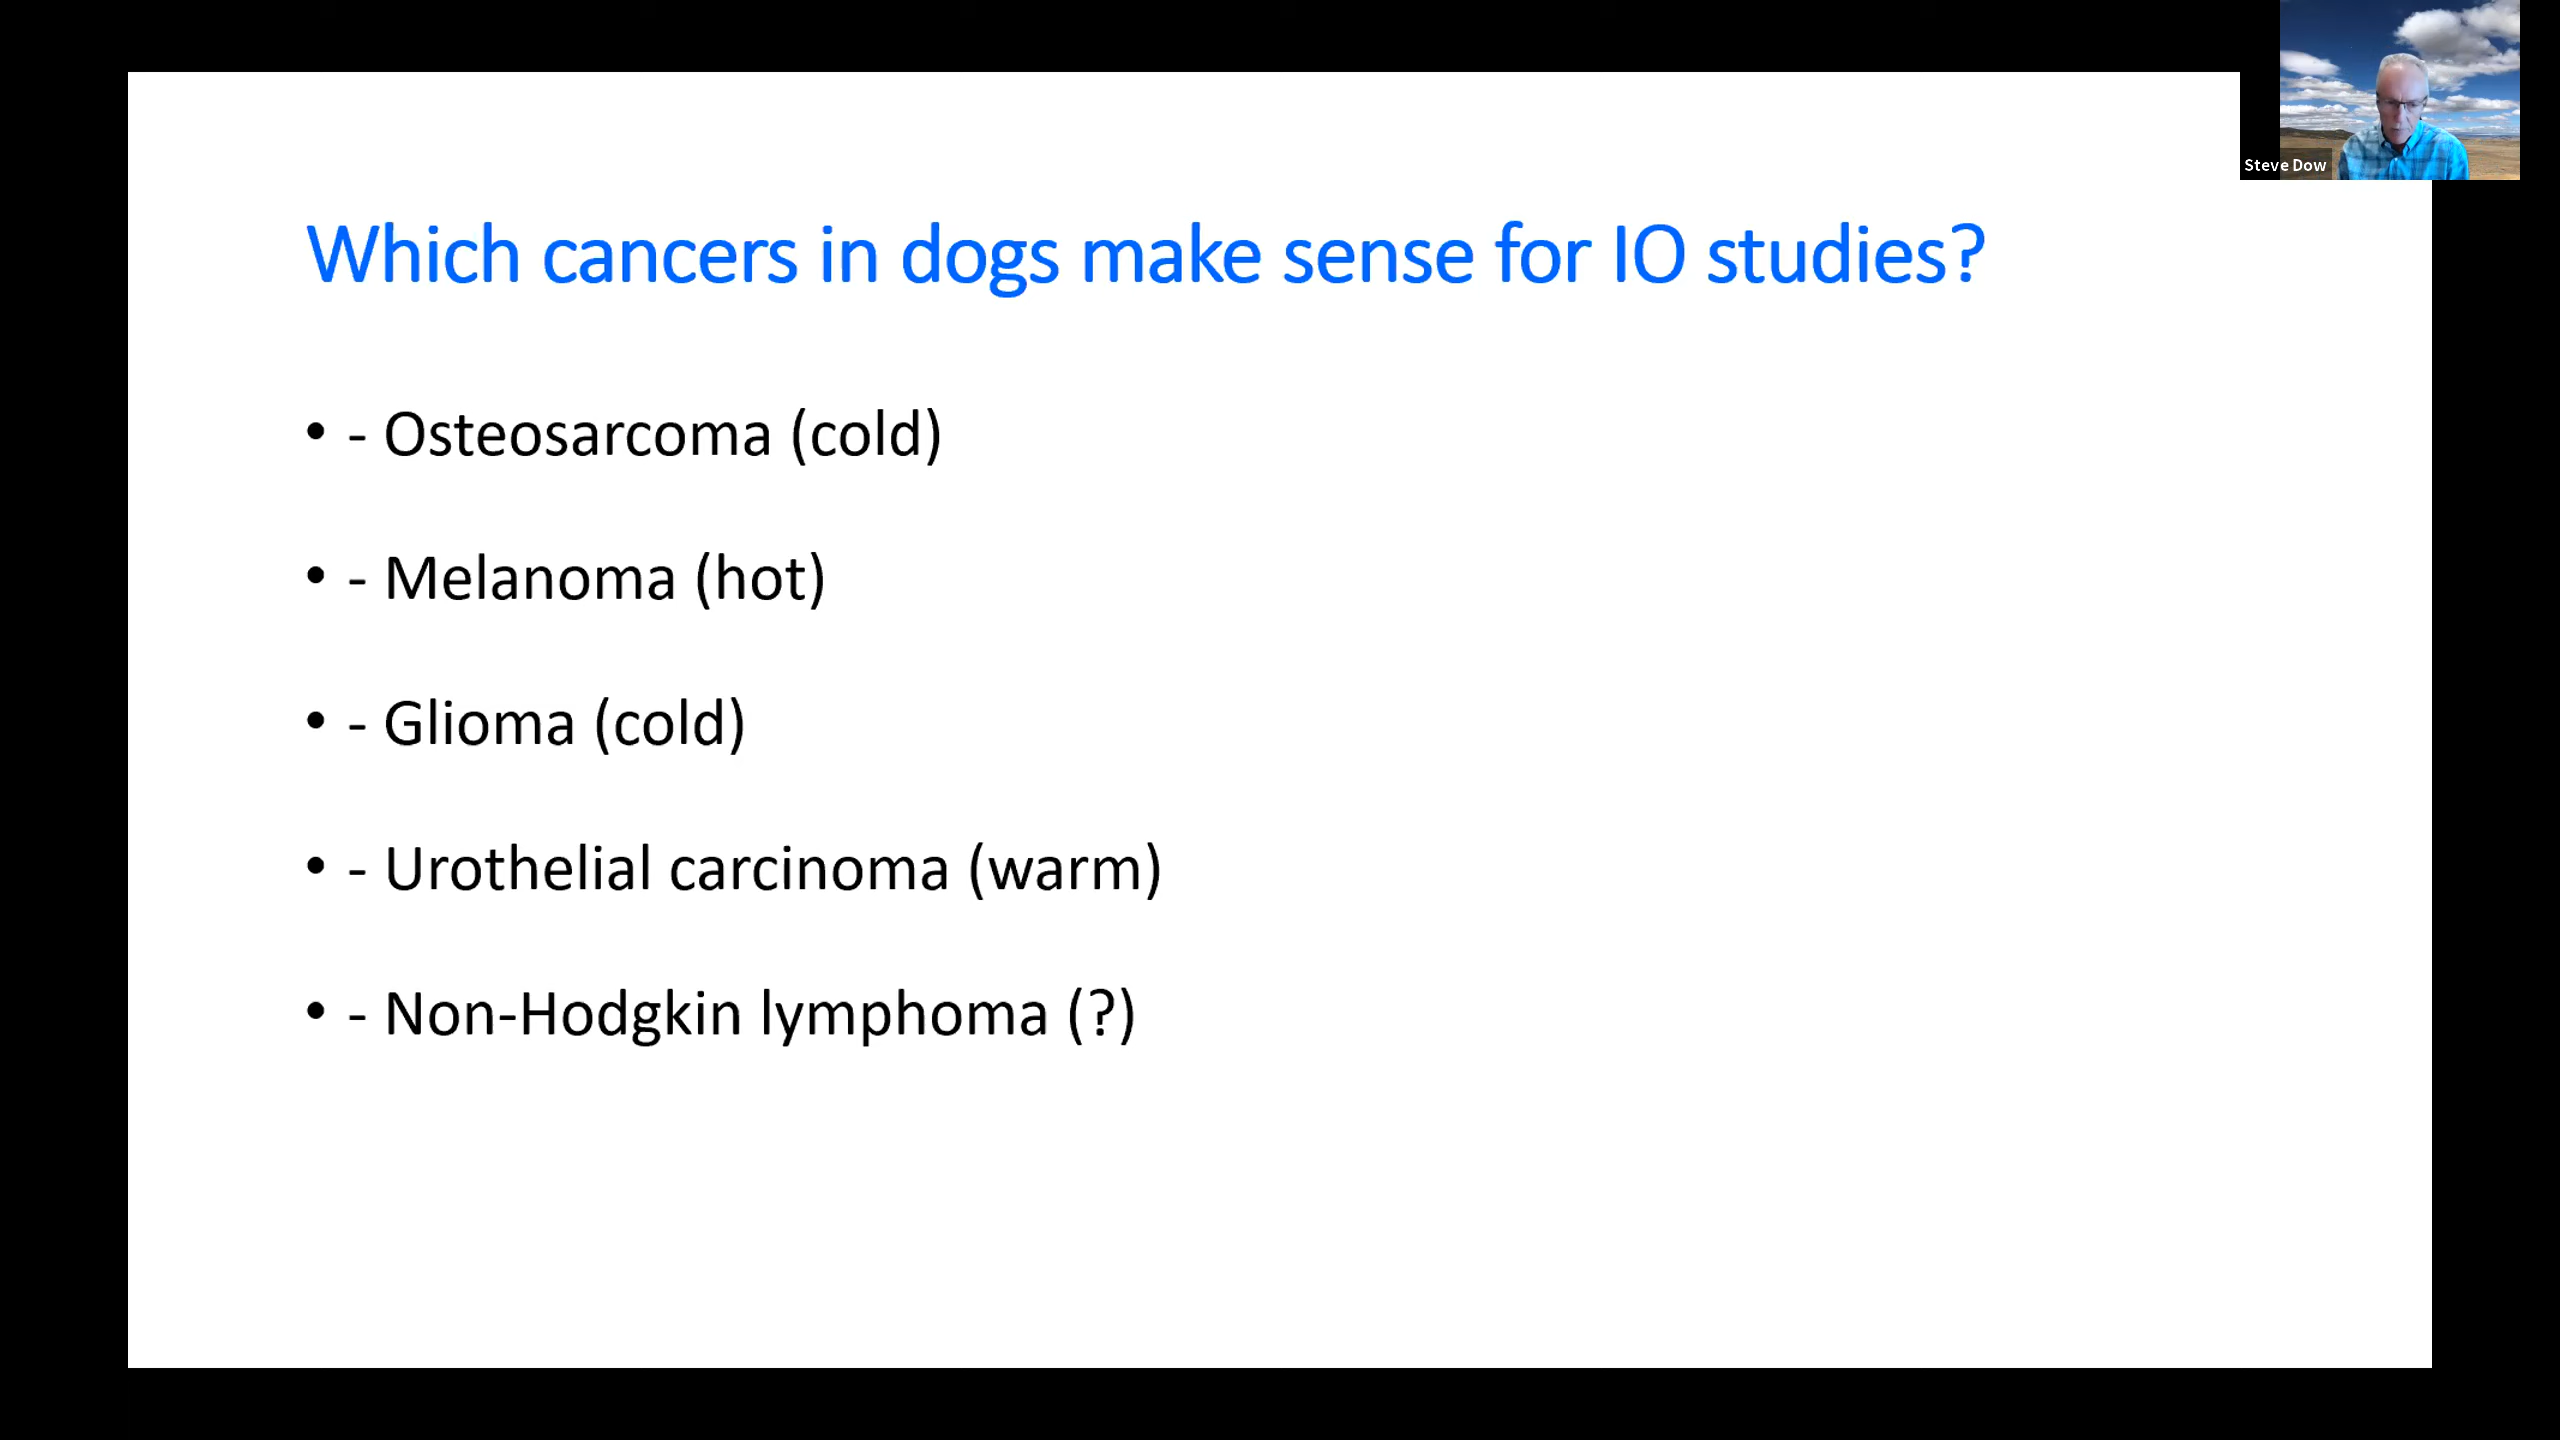 Steve Dow
Which cancers in dogs make sense for IO studies?
• - Osteosarcoma (cold)
• - Melanoma (hot)
• - Glioma (cold)
• - Urothelial carcinoma (warm)
• - Non-Hodgkin lymphoma (?)